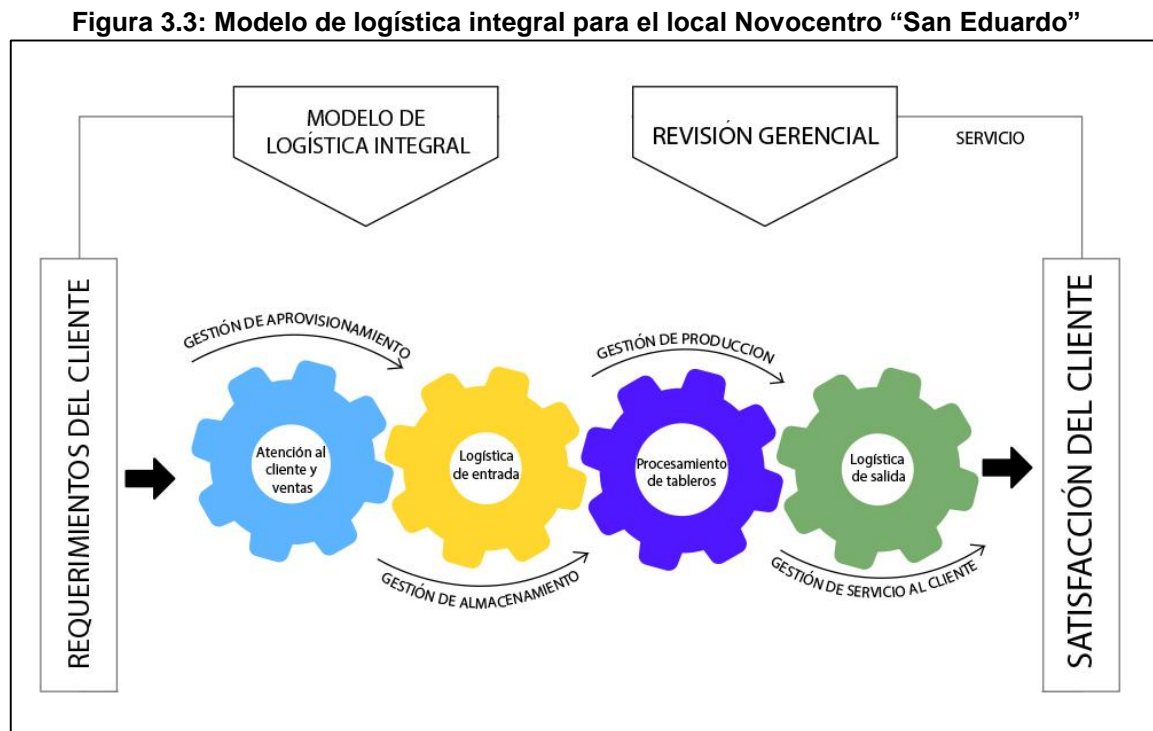 Figura 3.3: Modelo de logística integral para el local Novocentro “San Eduardo”
MODELO DE
LOGÍSTICA INTEGRAL
REVISIÓN GERENCIAL
SERVICIO
REQUERIMIENTOS DEL CLIENTE
GESTIÓN DE APROVISIONAMIENTO
Atención al
cliente y
ventas
Logística
de entrada
GESTIÓN DE ALMACENAMIENTO
GESTIÓN DE PRODUCCION
Procesamiento
de tableros
Logística
de salida
GESTIÓN DE SERVICIO AL CLIENTE
SATISFACCIÓN DEL CLIENTE